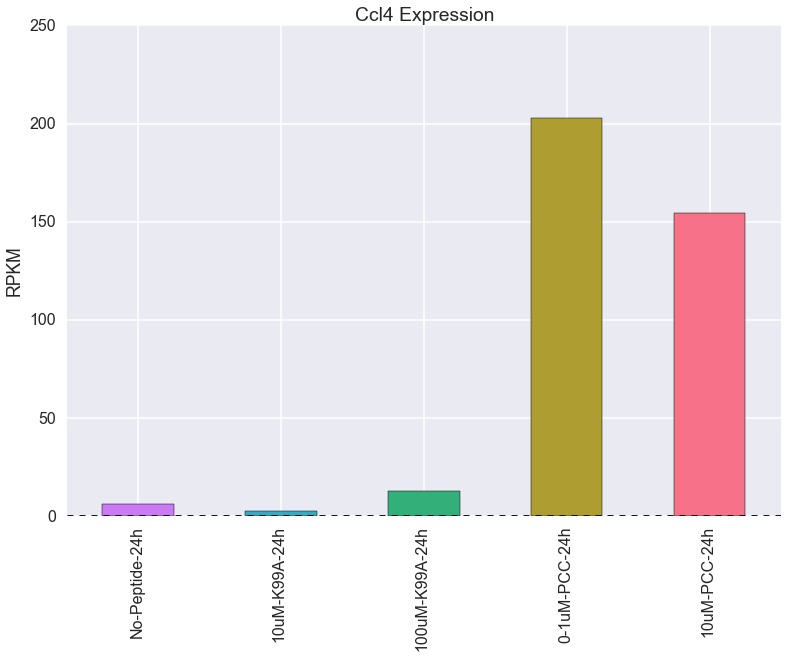 Ccl4 Expression
250
200
150
100
50
0
RPKM
No-Peptide-24h
10uM-K99A-24h
100uM-K99A-24h
0-1uM-PCC-24h
10uM-PCC-24h